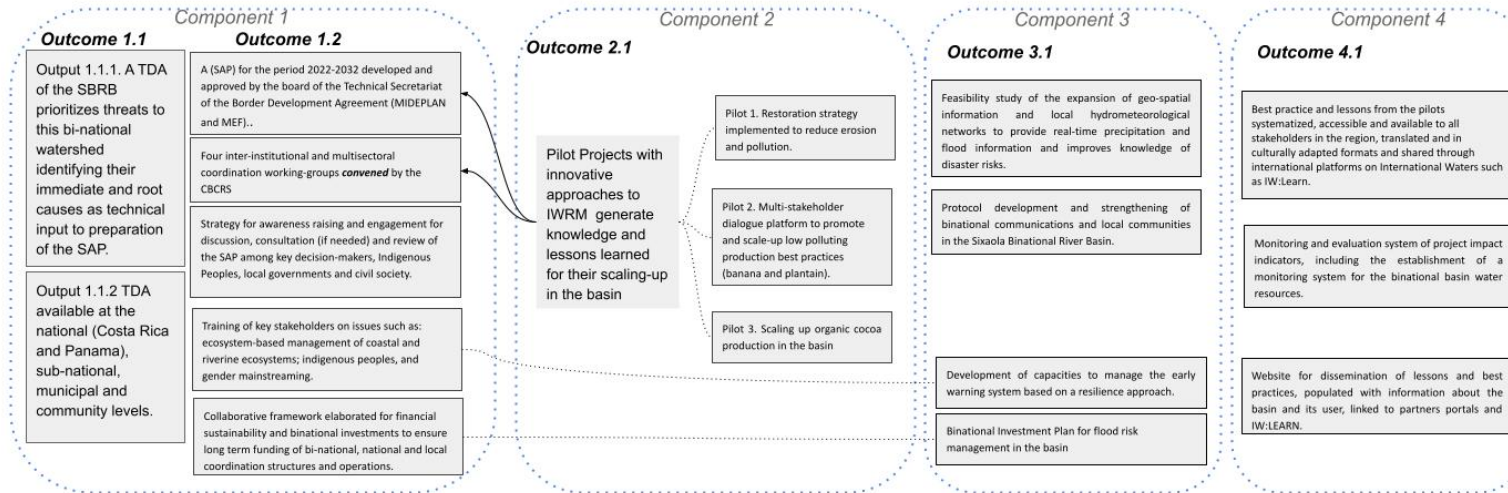 Component 1
Outcome 1.1
Output 1.1.1. A TDA
of the SBRB
prioritizes threats to
this bi-national
watershed
identifying their
immediate and root
causes as technical
input to preparation
of the SAP.
Output 1.1.2 TDA
available at the
national (Costa Rica
and Panama),
sub-national,
municipal and
community levels.
Outcome 1.2
A (SAP) for the period 2022-2032 developed and
approved by the board of the Technical Secretariat
of the Border Development Agreement (MIDEPLAN
and MEF)..
Four inter-institutional and multisectoral
coordination working-groups convened by the
CBCRS
Strategy for awareness raising and engagement for
discussion, consultation (if needed) and review of
the SAP among key decision-makers, Indigenous
Peoples, local governments and civil society.
Training of key stakeholders on issues such as:
ecosystem-based management of coastal and
riverine ecosystems; indigenous peoples, and
gender mainstreaming.
Collaborative framework elaborated for financial
sustainability and binational investments to ensure
long term funding of bi-national, national and local
coordination structures and operations.
Component 2
Outcome 2.1
Pilot Projects with
innovative
approaches to
IWRM generate
knowledge and
lessons learned
for their scaling-up
in the basin
Pilot 1. Restoration strategy
implemented to reduce erosion
and pollution.
Pilot 2. Multi-stakeholder
dialogue platform to promote
and scale-up low polluting
production best practices
(banana and plantain).
Pilot 3. Scaling up organic cocoa
production in the basin
Component 3
Outcome 3.1
Feasibility study of the expansion of geo-spatial
information and local hydrometeorological
networks to provide real-time precipitation and
flood information and improves knowledge of
disaster risks.
Protocol development and strengthening of
binational communications and local communities
in the Sixaola Binational River Basin.
Development of capacities to manage the early
warning system based on a resilience approach.
Binational Investment Plan for flood risk
management in the basin
Component 4
Outcome 4.1
Best practice and lessons from the pilots
systematized, accessible and available to all
stakeholders in the region, translated and in
culturally adapted formats and shared through
international platforms on International Waters such
as IW:Learn.
Monitoring and evaluation system of project impact
indicators, including the establishment of a
monitoring system for the binational basin water
resources.
Website for dissemination of lessons and best
practices, populated with information about the
basin and its user, linked to partners portals and
IW:LEARN.